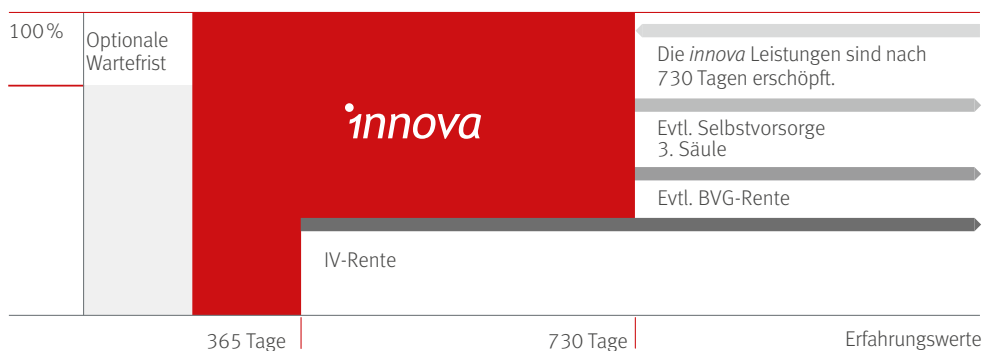 100%
Optionale
Wartefrist
innova
Die innova Leistungen sind nach
730 Tagen erschöpft.
Evtl. Selbstvorsorge
3. Säule
Evtl. BVG-Rente
IV-Rente
365 Tage
730 Tage
Erfahrungswerte